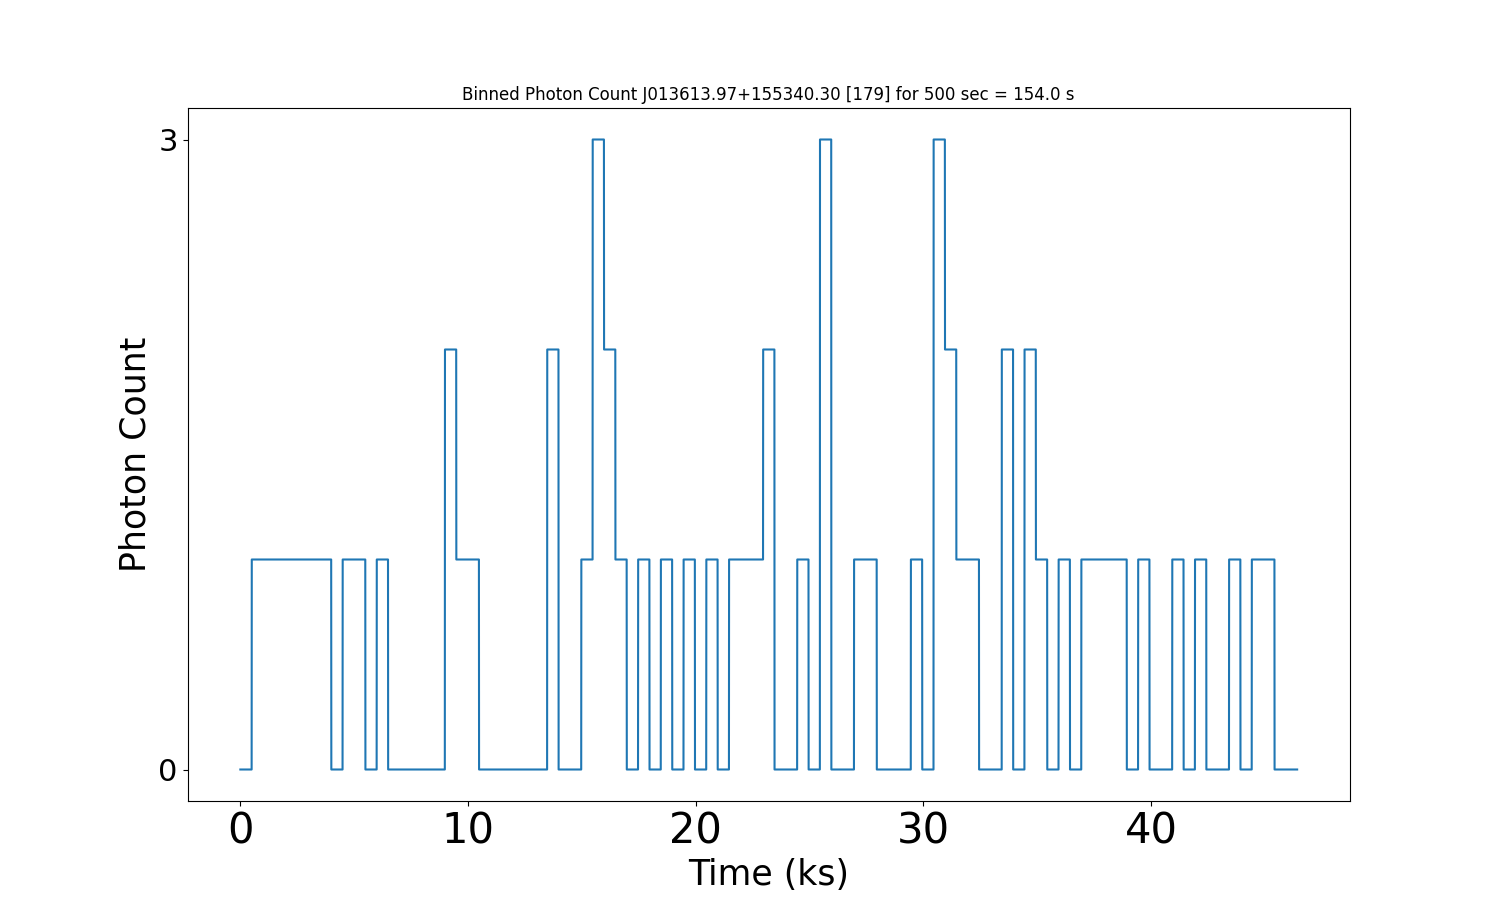 Binned Photon Count J013613.97+155340.30 [179] for 500 sec = 154.0 s
3
Photon Count
0
0 10 20 30 40
Time (ks)